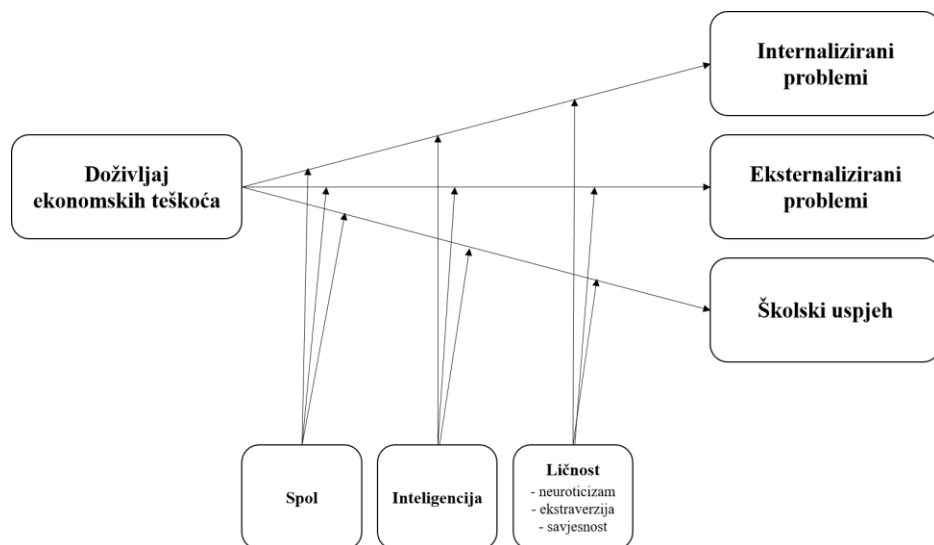 Internalizirani
problemi
Doživljaj
ekonomskih teškoća
Eksternalizirani
problemi
Školski uspjeh
Spol
Inteligencija
Ličnost
- neuroticizam
- ekstraverzija
- savjesnost